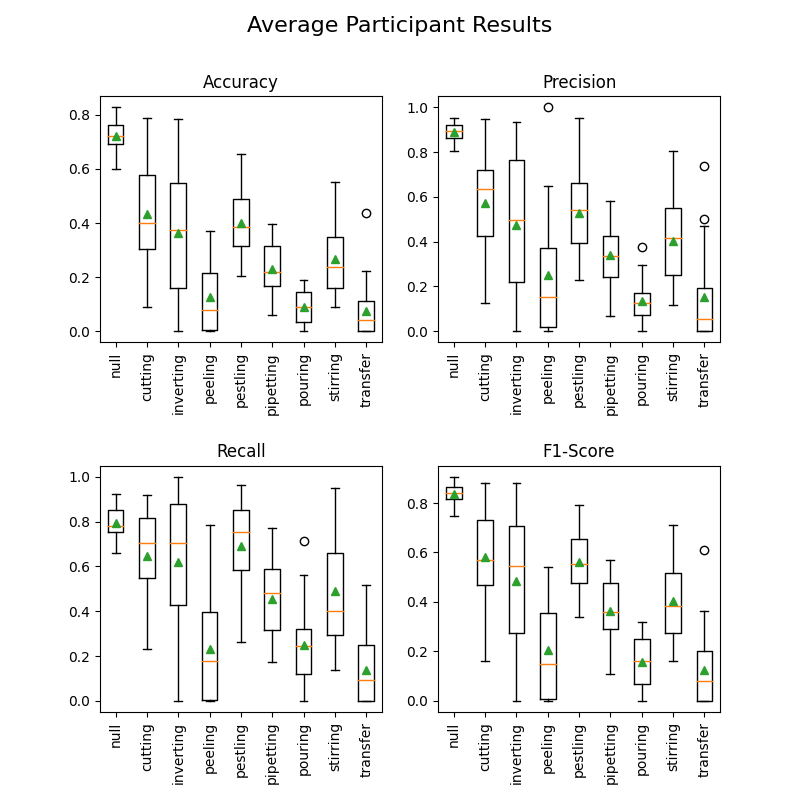 Average Participant Results
Accuracy
0.8
0.6
0.4
0.2
0.0
null
cutting
inverting
peeling
pestling
pipetting
pouring
stirring
transfer
Precision
1.0
0.8
0.6
0.4
0.2
0.0
null
cutting
inverting
peeling
pestling
pipetting
pouring
stirring
transfer
Recall
1.0
0.8
0.6
0.4
0.2
0.0
null
cutting
inverting
peeling
pestling
pipetting
pouring
stirring
transfer
F1-Score
0.8
0.6
0.4
0.2
0.0
null
cutting
inverting
peeling
pestling
pipetting
pouring
stirring
transfer